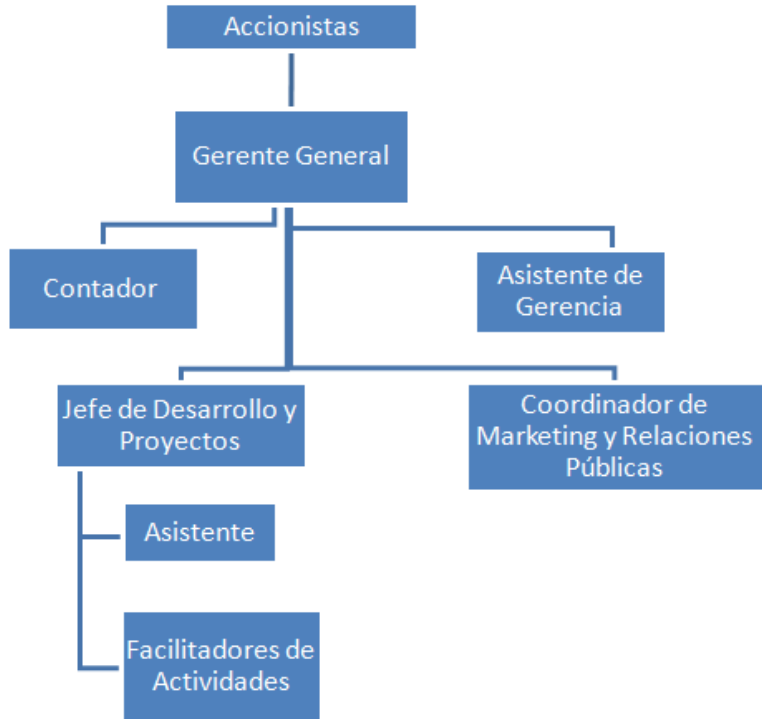 Accionistas
Gerente General
Contador
Asistente de
Gerencia
Jefe de Desarrollo y
Proyectos
Coordinador de
Marketing y Relaciones
Públicas
Asistente
Facilitadores de
Actividades